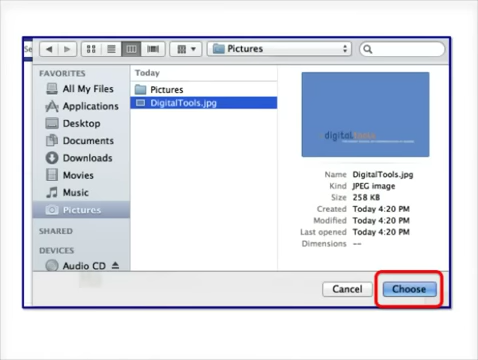 Se
Pictures
FAVORITES
All My Files
Applications
Desktop
Documents
Downloads
Movies
Music
Pictures
SHARED
DEVICES
Audio CD
Today
Pictures
DigitalTools.jpg
digital
Name DigitalTools.jpg
Kind JPEG image
Size 258 KB
Created Today 4:20 PM
Modified Today 4:20 PM
Last opened Today 4:20 PM
Dimensions --
Cancel
Choose